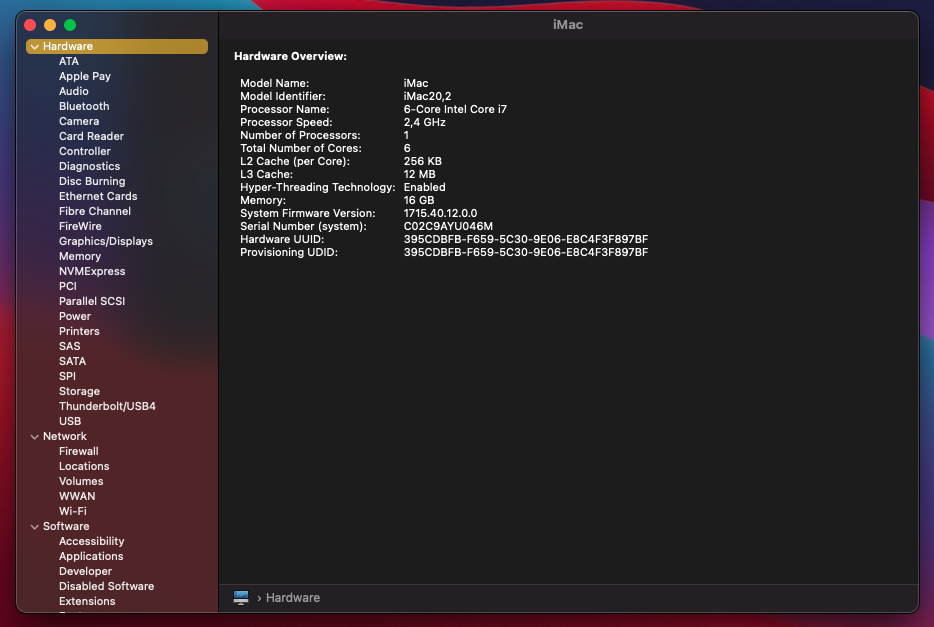 iMac
Hardware
ATA
Apple Pay
Audio
Bluetooth
Camera
Card Reader
Controller
Diagnostics
Disc Burning
Ethernet Cards
Fibre Channel
FireWire
Graphics/Displays
Memory
NVMExpress
PCI
Parallel SCSI
Power
Printers
SAS
SATA
SPI
Storage
Thunderbolt/USB4
USB
Network
Firewall
Locations
Volumes
WWAN
Wi-Fi
Software
Accessibility
Applications
Developer
Disabled Software
Extensions
Hardware Overview:
Model Name: iMac
Model Identifier: iMac20,2
Processor Name: 6-Core Intel Core i7
Processor Speed: 2,4 GHz
Number of Processors: 1
Total Number of Cores: 6
L2 Cache (per Core): 256 KB
L3 Cache: 12 MB
Hyper-Threading Technology: Enabled
Memory: 16 GB
System Firmware Version: 1715.40.12.0.0
Serial Number (system): C02C9AYU046M
Hardware UUID: 395CDBFB-F659-5C30-9E06-E8C4F3F897BF
Provisioning UDID: 395CDBFB-F659-5C30-9E06-E8C4F3F897BF
› Hardware